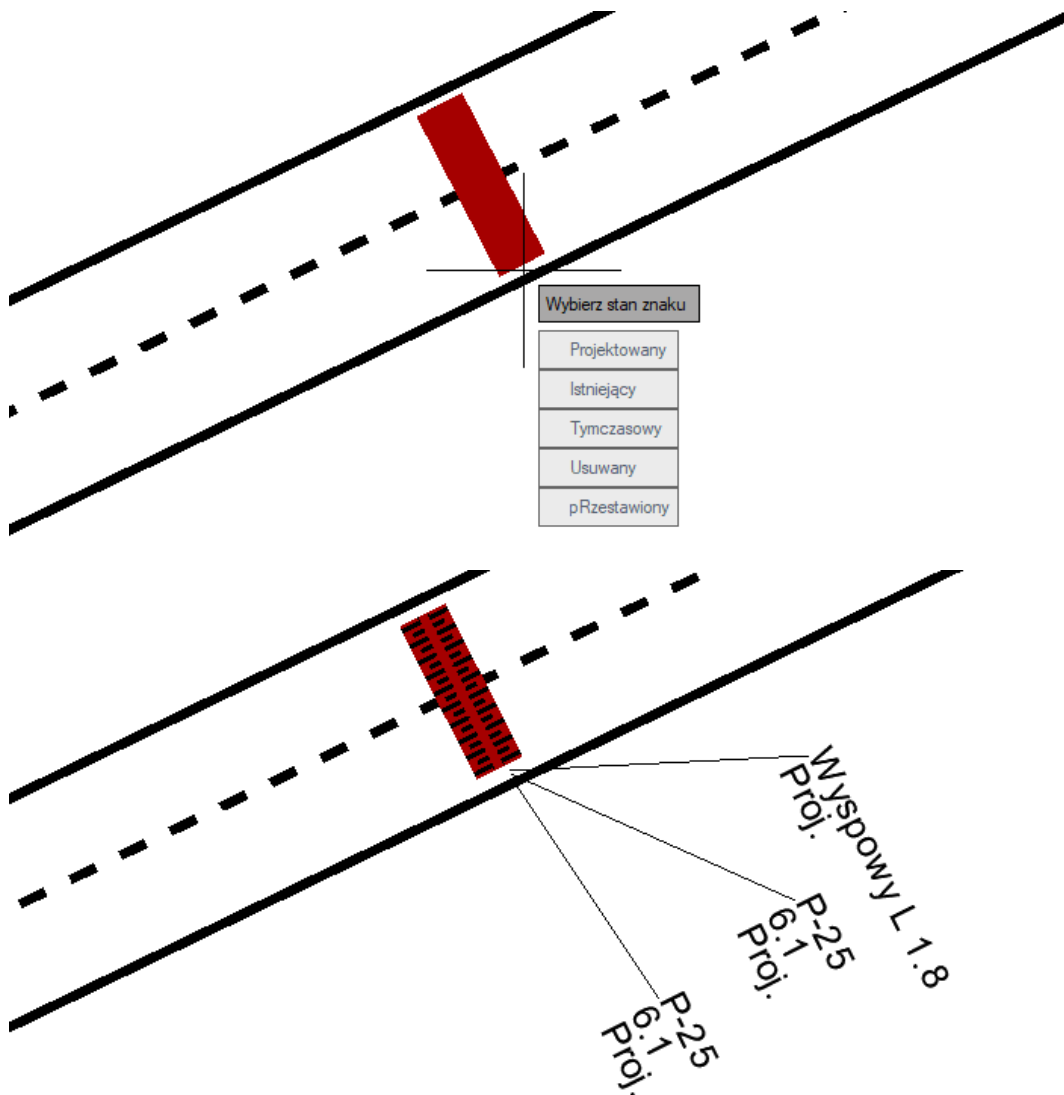 Wybierz stan znaku
Projektowany
Istniejący
Tymczasowy
Usuwany
pRzestawiony
Wyspowy L 1.8
Proj.
P-25
6.1
Proj.
P-25
6.1
Proj.